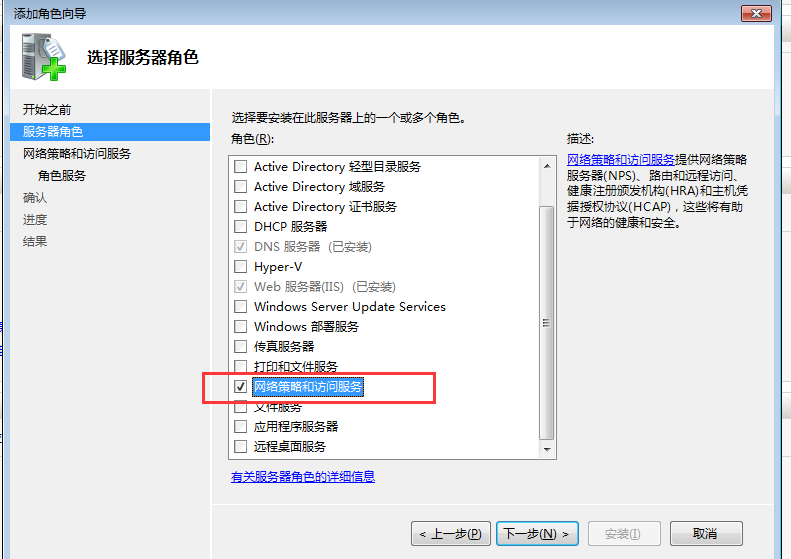 添加角色向导
选择服务器角色
开始之前
服务器角色
网络策略和访问服务
角色服务
确认
进度
结果
选择要安装在此服务器上的一个或多个角色。
角色(R):
Active Directory 轻型目录服务
Active Directory 域服务
Active Directory 证书服务
DHCP 服务器
DNS 服务器 (已安装)
Hyper-V
Web 服务器(IIS) (已安装)
Windows Server Update Services
Windows 部署服务
传真服务器
打印和文件服务
网络策略和访问服务
文件服务
应用程序服务器
远程桌面服务
有关服务器角色的详细信息
描述:
网络策略和访问服务提供网络策略
服务器(NPS)、路由和远程访问、
健康注册颁发机构(HRA)和主机凭
据授权协议(HCAP)，这些将有助
于网络的健康和安全。
< 上一步(P)
下一步(N) >
安装(I)
取消